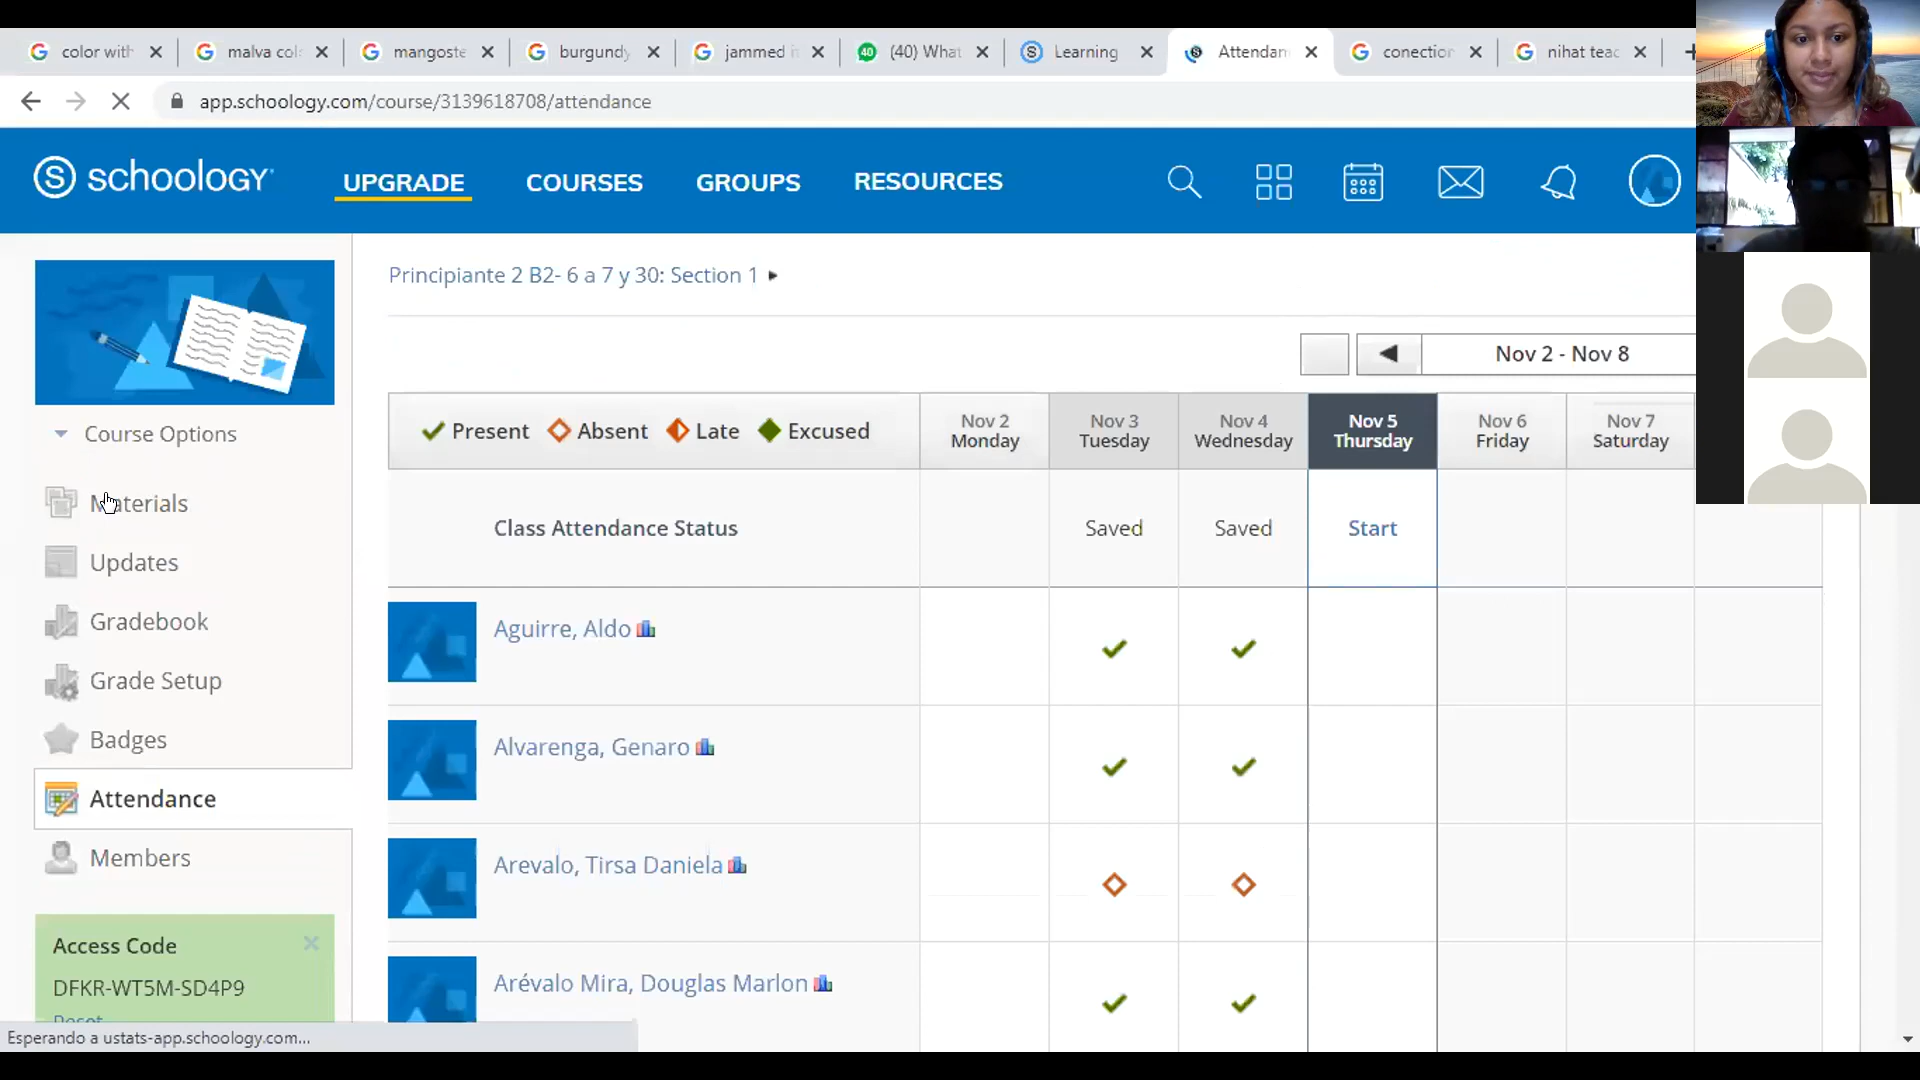 color with
malva col
mangoste
burgundy
jammed i
40
(40) What
Learning
Attendan
conection
nihat teac
app.schoology.com/course/3139618708/attendance
S schoology
UPGRADE
COURSES
GROUPS
RESOURCES
Principiante 2 B2- 6 a 7 y 30: Section 1
Nov 2 - Nov 8
Course Options
Materials
Updates
Gradebook
Grade Setup
Badges
Attendance
Members
Access Code
DFKR-WT5M-SD4P9
Reset
Present Absent Late Excused
Nov 2 Monday
Nov 3 Tuesday
Nov 4 Wednesday
Nov 5 Thursday
Nov 6 Friday
Nov 7 Saturday
Class Attendance Status Saved Saved Start
Aguirre, Aldo
Alvarenga, Genaro
Arevalo, Tirsa Daniela
Arévalo Mira, Douglas Marlon
Esperando a ustats-app.schoology.com...